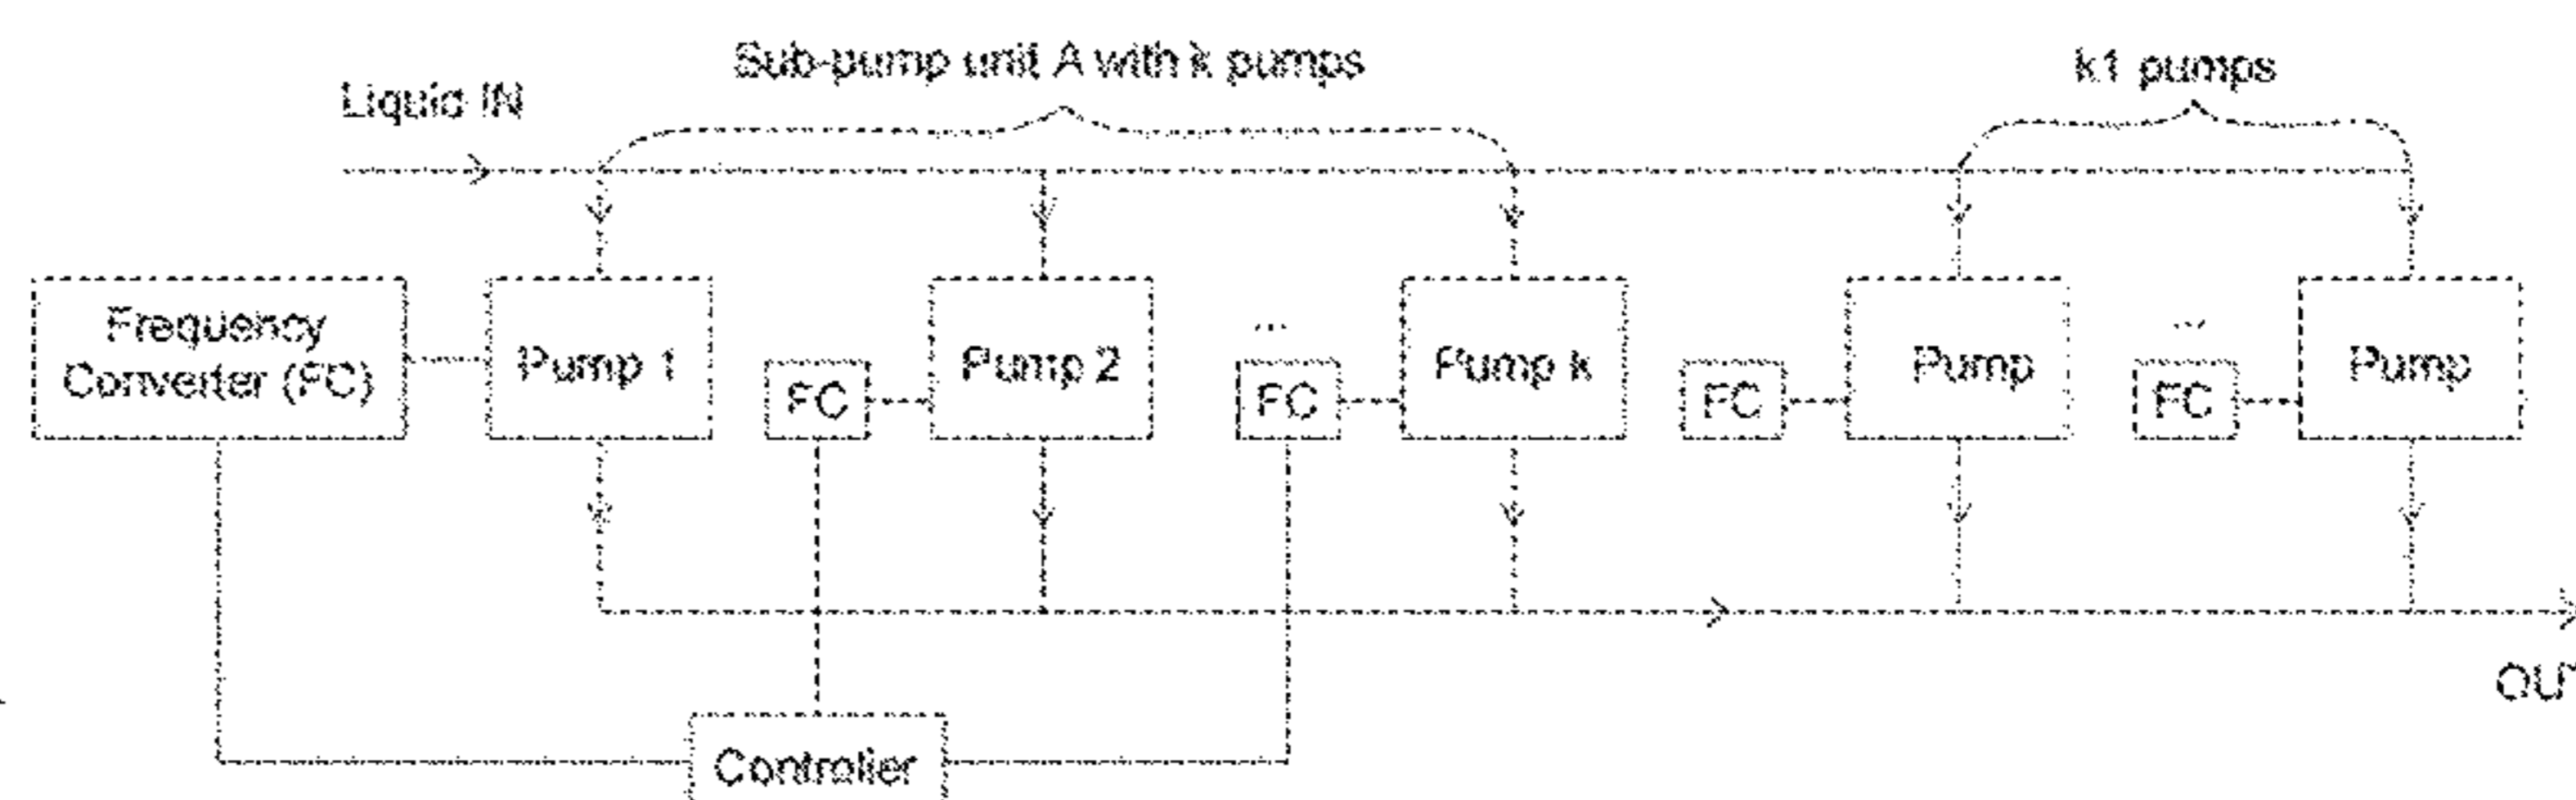 Sub-pump unit A with k pumps
k1 pumps
Liquid IN
Frequency
Converter (FC)
Pump 1
FC
Pump 2
...
FC
Pump k
FC
Pump
...
FC
Pump
OUT
Controller